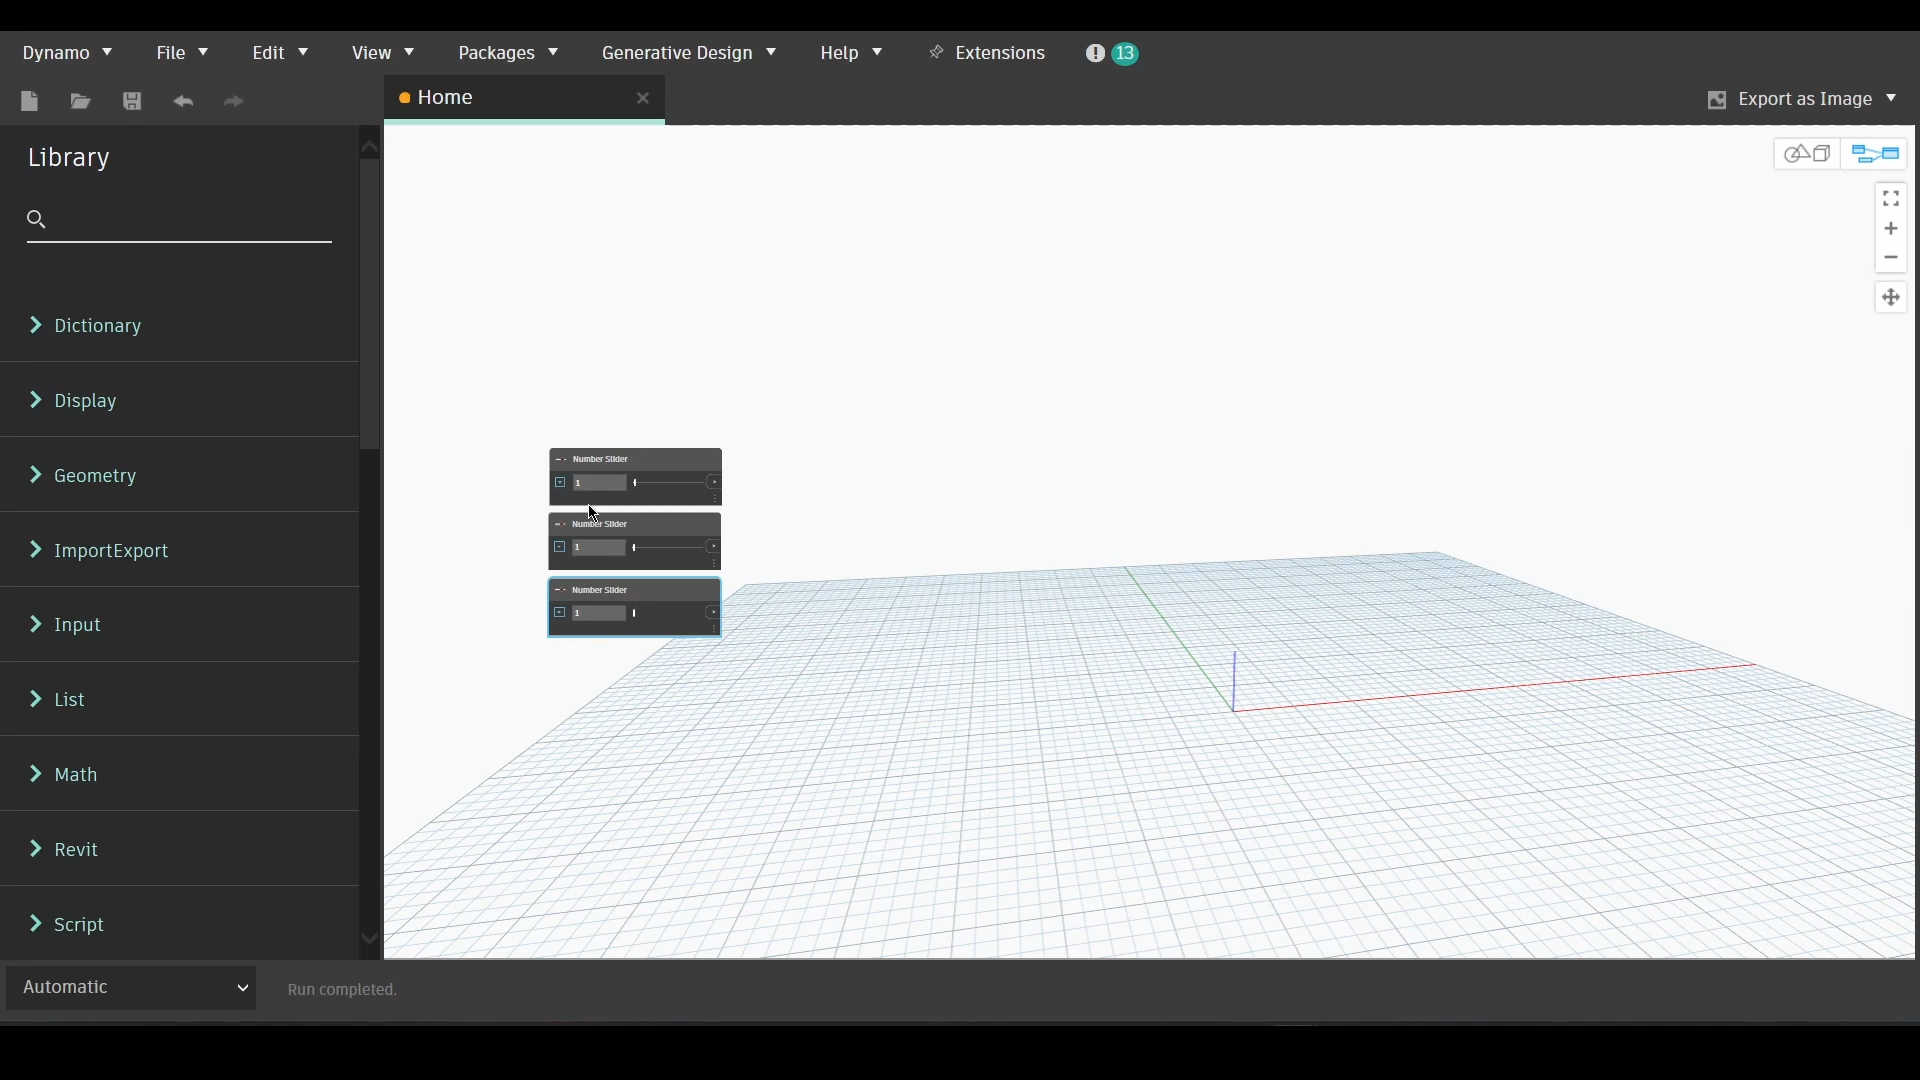 Dynamo File Edit View Packages Generative Design Help Extensions ! 13
Home
Export as Image
Library
Dictionary
Display
Geometry
ImportExport
Input
List
Math
Revit
Script
Number Slider
1
>
Number Slider
1
>
Number Slider
1
>
Automatic
Run completed.